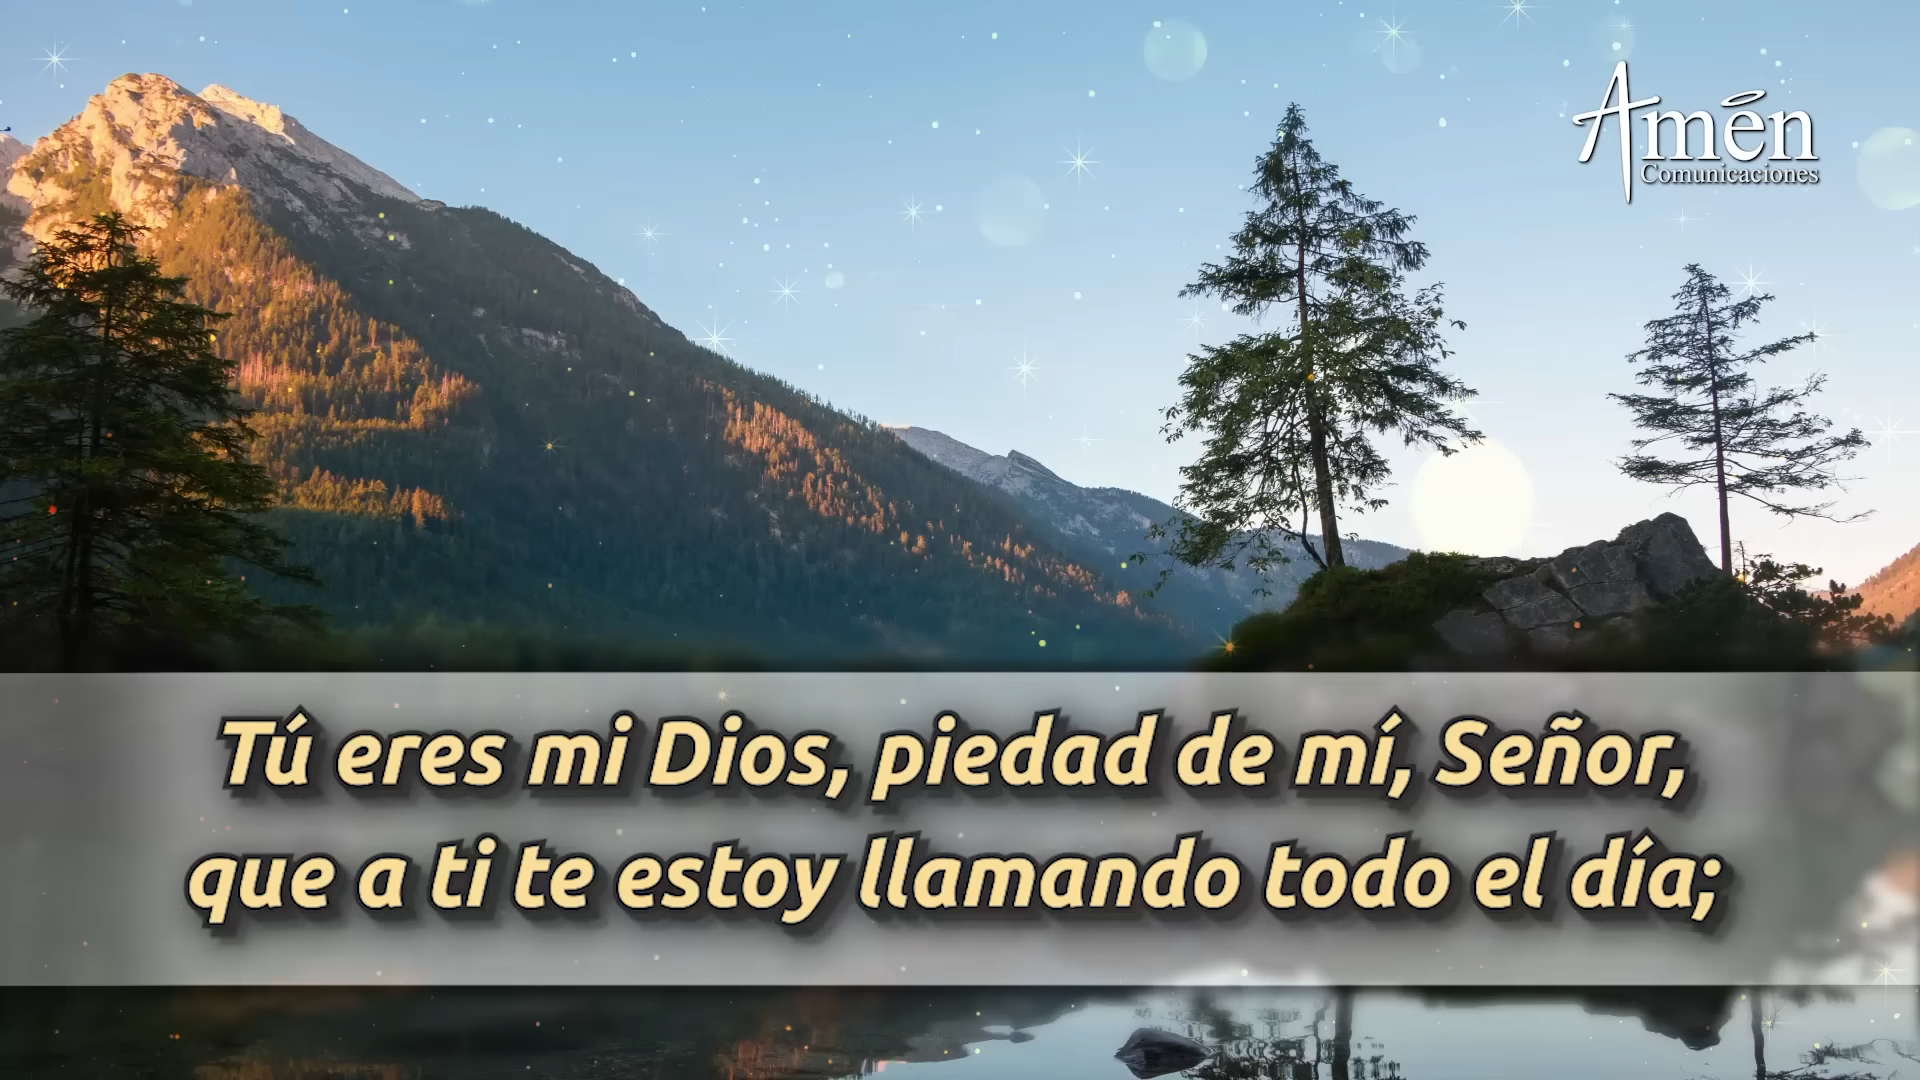 Amén
Comunicaciones
Tú eres mi Dios, piedad de mí, Señor,
que a ti te estoy llamando todo el día;